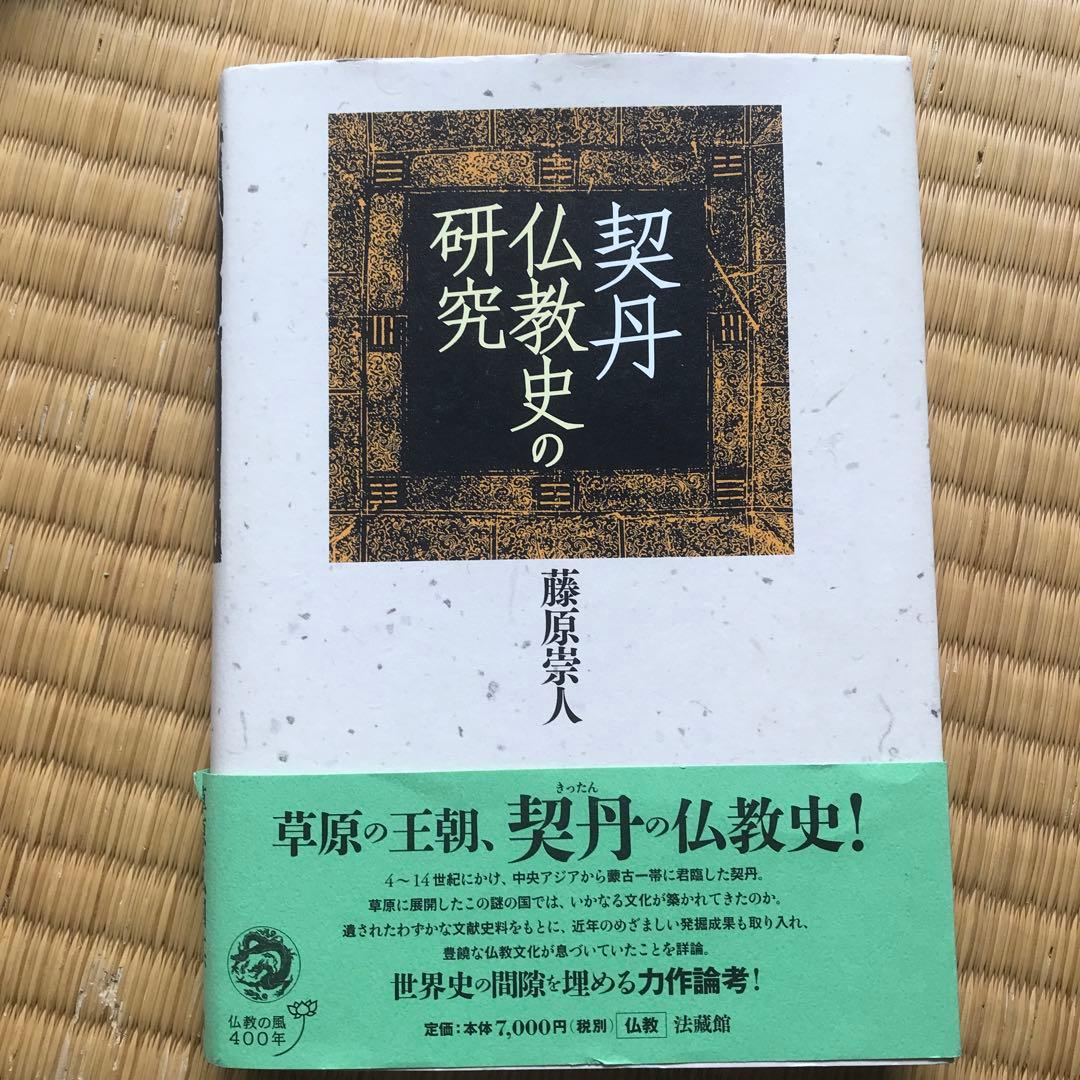 契丹
仏教史の
研究
藤原崇人
きったん
草原の王朝、契丹の仏教史!
4〜14世紀にかけ、中央アジアから蒙古一帯に君臨した契丹。
草原に展開したこの謎の国では、いかなる文化が築かれてきたのか。
遺されたわずかな文献史料をもとに、近年のめざましい発掘成果も取り入れ、
豊饒な仏教文化が息づいていたことを詳論。
世界史の間隙を埋める力作論考!
定価:本体7,000円(税別) 仏教 法藏館
仏教の風
400年